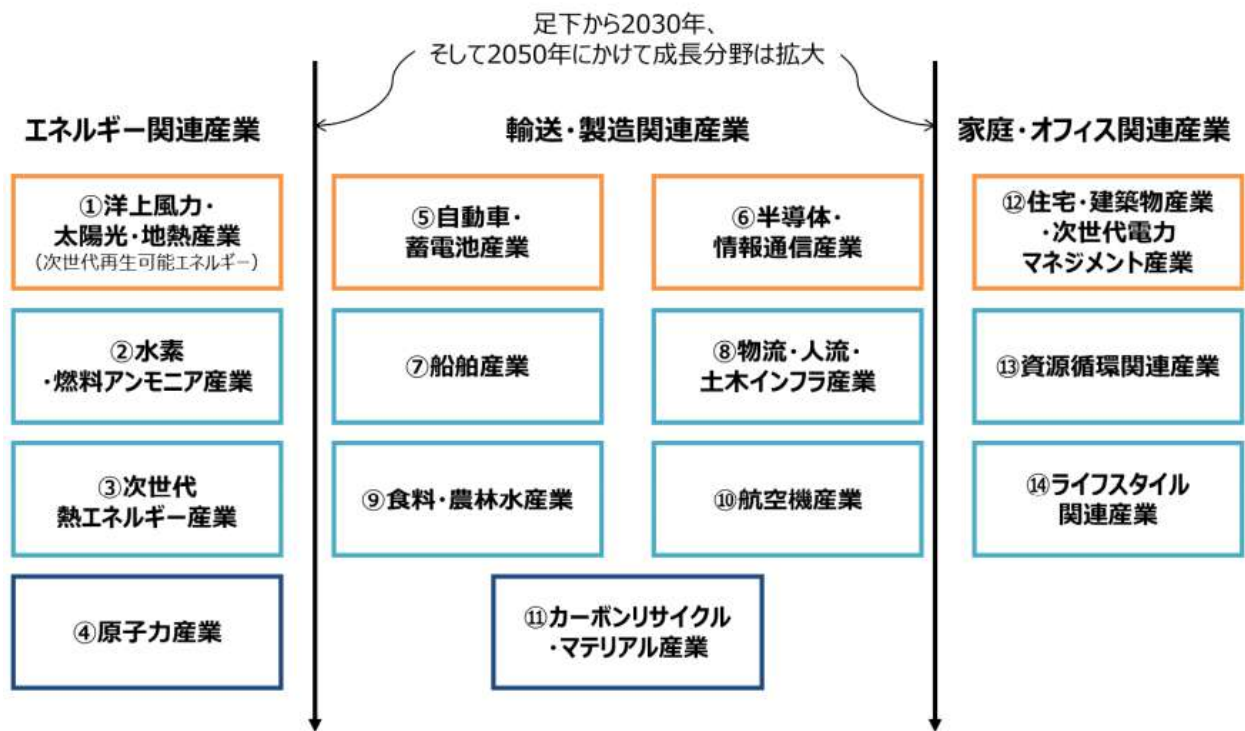 足下から2030年、
そして2050年にかけて成長分野は拡大
エネルギー関連産業
輸送・製造関連産業
家庭・オフィス関連産業
①洋上風力・
太陽光・地熱産業
（次世代再生可能エネルギー）
②水素
・燃料アンモニア産業
③次世代
熱エネルギー産業
④原子力産業
⑤自動車・
蓄電池産業
⑥半導体・
情報通信産業
⑦船舶産業
⑧物流・人流・
土木インフラ産業
⑨食料・農林水産業
⑩航空機産業
⑪カーボンリサイクル
・マテリアル産業
⑫住宅・建築物産業
・次世代電力
マネジメント産業
⑬資源循環関連産業
⑭ライフスタイル
関連産業